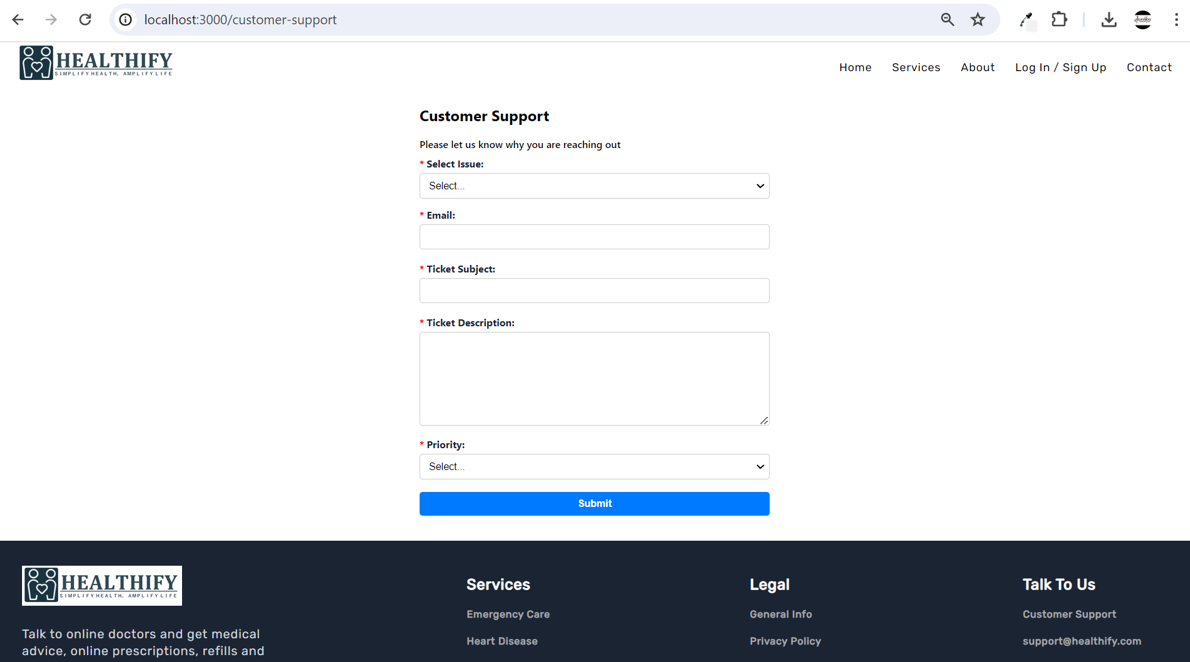 localhost:3000/customer-support
HEALTHIFY
SIMPLIFY HEALTH, AMPLIFY LIFE
Home Services About Log In / Sign Up Contact
Customer Support
Please let us know why you are reaching out
* Select Issue:
Select...
* Email:
* Ticket Subject:
* Ticket Description:
* Priority:
Select...
Submit
HEALTHIFY
SIMPLIFY HEALTH, AMPLIFY LIFE
Talk to online doctors and get medical
advice, online prescriptions, refills and
Services
Emergency Care
Heart Disease
Legal
General Info
Privacy Policy
Talk To Us
Customer Support
support@healthify.com